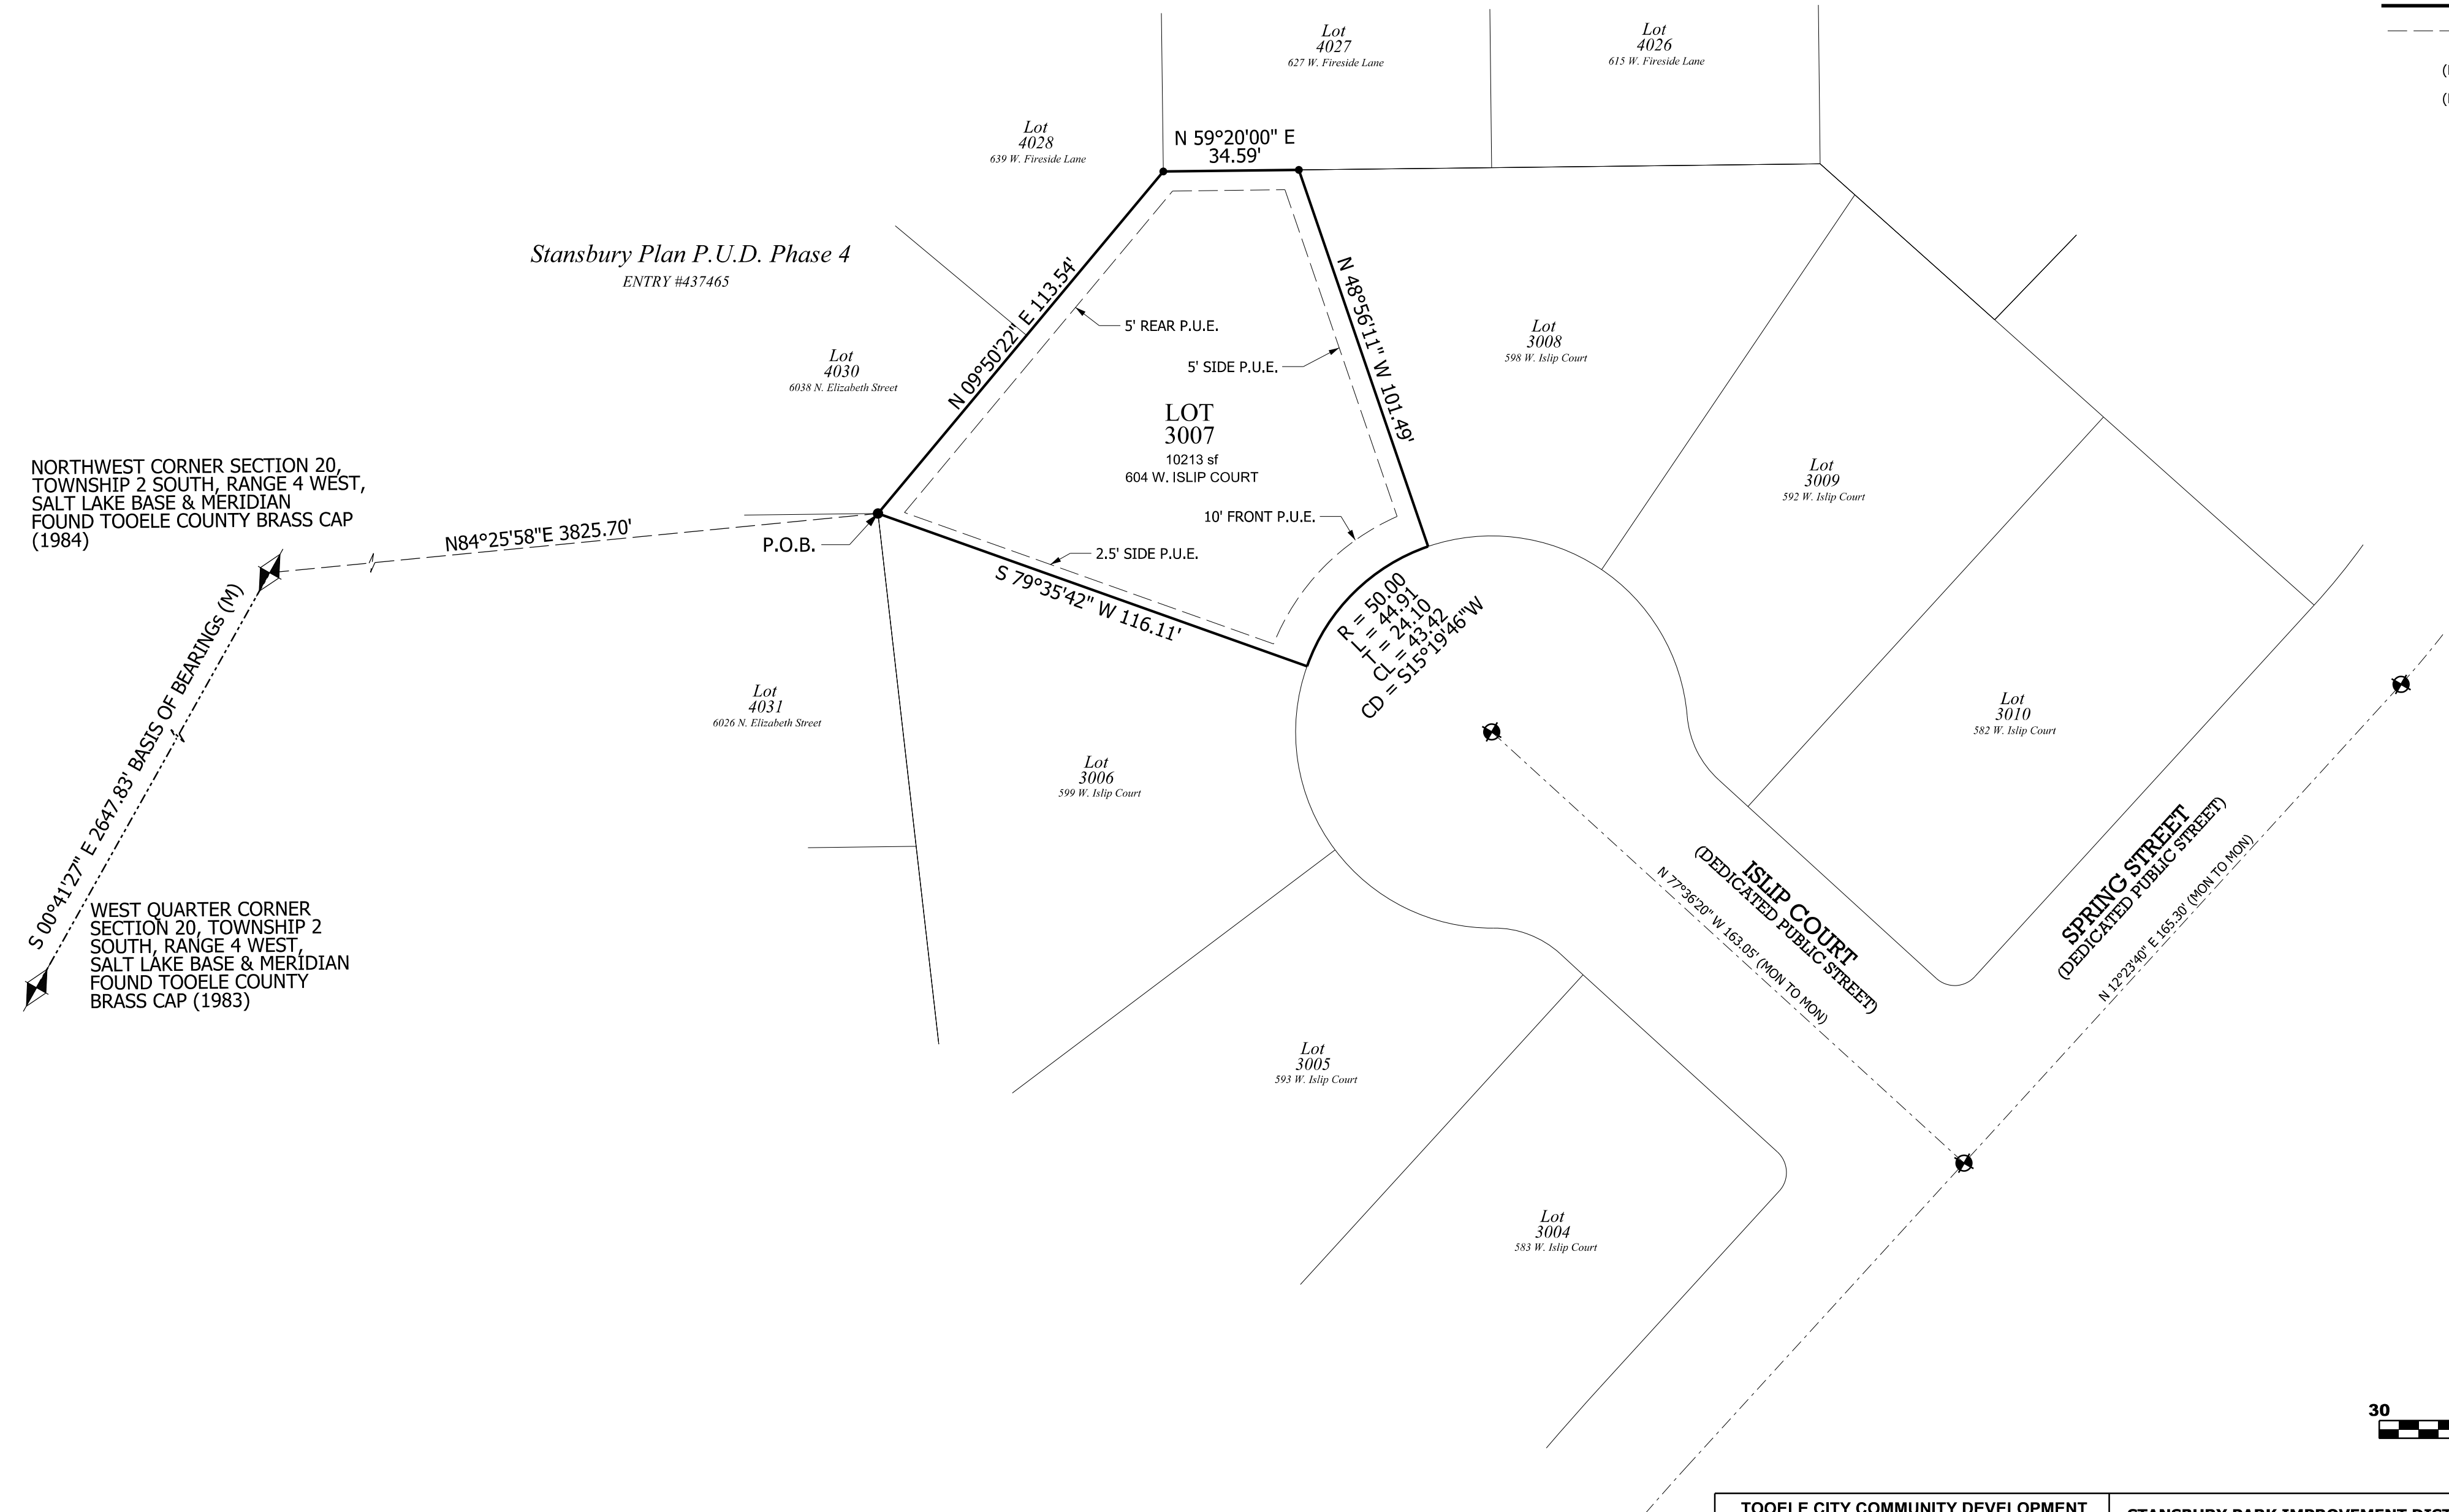 Lot
4027
627 W. Fireside Lane
Lot
4026
615 W. Fireside Lane
Lot
4028
639 W. Fireside Lane
N 59°20'00" E
34.59'
Stansbury Plan P.U.D. Phase 4
ENTRY #437465
N 09°50'22" E 113.54'
N 48°56'11" W 101.49'
5' REAR P.U.E.
5' SIDE P.U.E.
Lot
3008
598 W. Islip Court
Lot
4030
6038 N. Elizabeth Street
LOT
3007
10213 sf
604 W. ISLIP COURT
NORTHWEST CORNER SECTION 20,
TOWNSHIP 2 SOUTH, RANGE 4 WEST,
SALT LAKE BASE & MERIDIAN
FOUND TOOELE COUNTY BRASS CAP
(1984)
N84°25'58"E 3825.70'
P.O.B.
10' FRONT P.U.E.
2.5' SIDE P.U.E.
S 79°35'42" W 116.11'
Lot
3009
592 W. Islip Court
R = 50.00
L = 44.91
T = 24.10
CL = 43.42
CD = S15°19'46"W
S 00°41'27" E 2647.83' BASIS OF BEARINGs (M)
Lot
4031
6026 N. Elizabeth Street
Lot
3006
599 W. Islip Court
Lot
3010
582 W. Islip Court
WEST QUARTER CORNER
SECTION 20, TOWNSHIP 2
SOUTH, RANGE 4 WEST,
SALT LAKE BASE & MERIDIAN
FOUND TOOELE COUNTY
BRASS CAP (1983)
ISLIP COURT
(DEDICATED PUBLIC STREET)
N 77°36'20" W 163.05' (MON TO MON)
SPRING STREET
(DEDICATED PUBLIC STREET)
N 12°23'40" E 165.30' (MON TO MON)
Lot
3005
593 W. Islip Court
Lot
3004
583 W. Islip Court
30
TOOELE CITY COMMUNITY DEVELOPMENT
STANSBURY PARK IMPROVEMENT